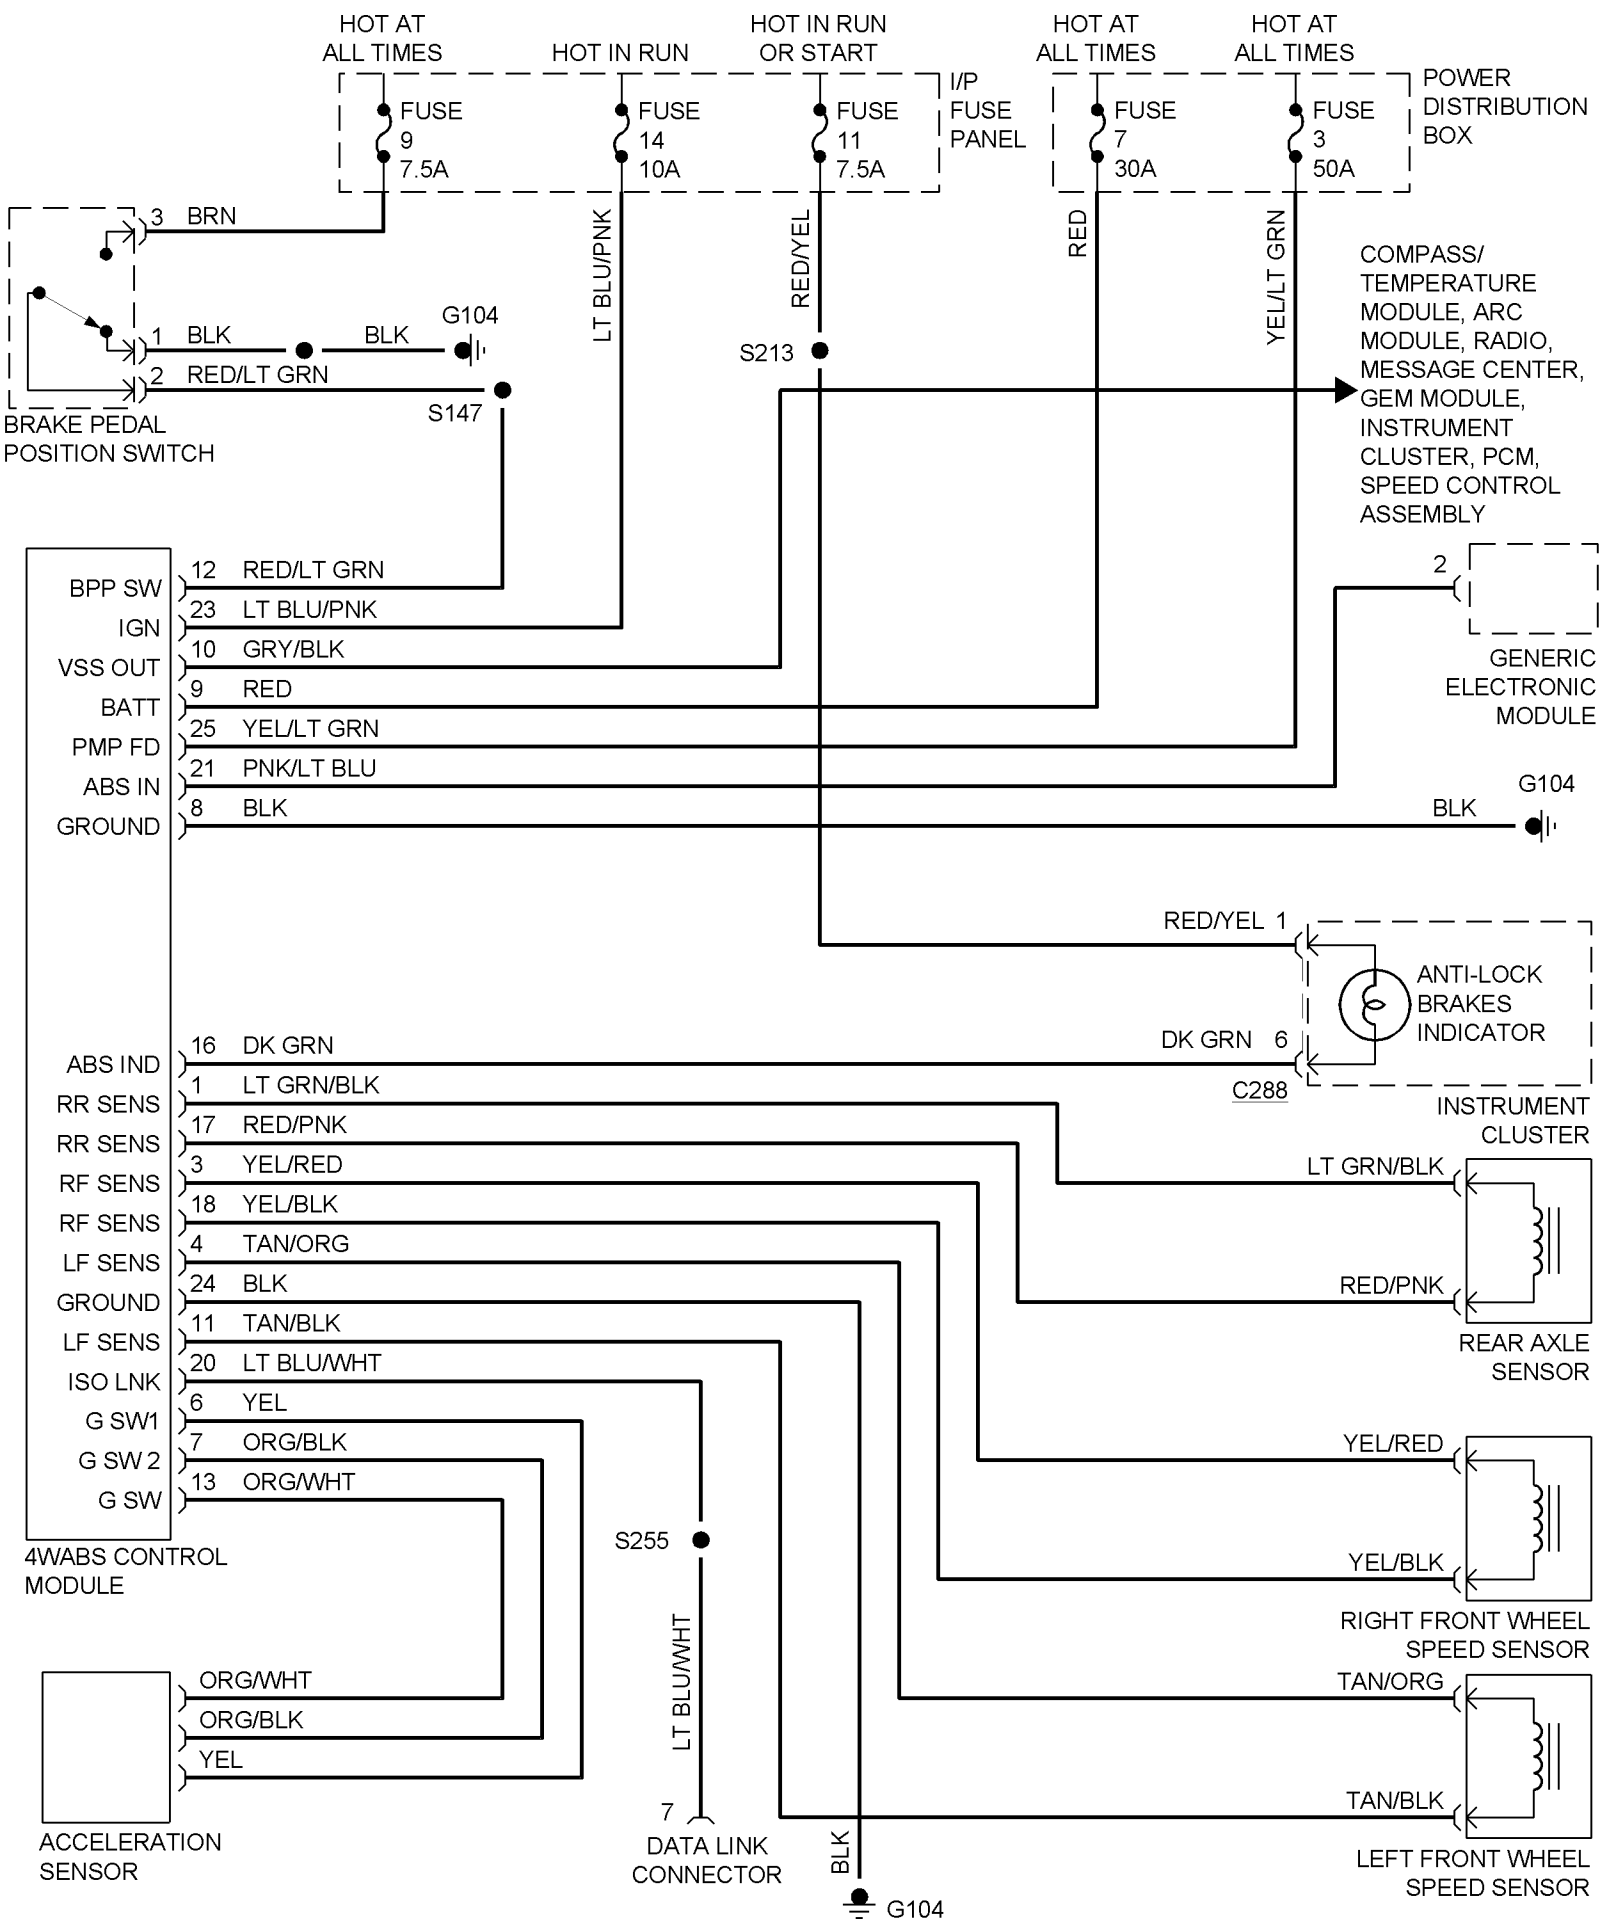 HOT AT
ALL TIMES
HOT IN RUN
HOT IN RUN
OR START
HOT AT
ALL TIMES
HOT AT
ALL TIMES
FUSE
9
7.5A
FUSE
14
10A
FUSE
11
7.5A
I/P
FUSE
PANEL
FUSE
7
30A
FUSE
3
50A
POWER
DISTRIBUTION
BOX
3 BRN
1 BLK
BLK
G104
2 RED/LT GRN
S147
BRAKE PEDAL
POSITION SWITCH
LT BLU/PNK
RED/YEL
S213
RED
YEL/LT GRN
COMPASS/
TEMPERATURE
MODULE, ARC
MODULE, RADIO,
MESSAGE CENTER,
GEM MODULE,
INSTRUMENT
CLUSTER, PCM,
SPEED CONTROL
ASSEMBLY
BPP SW 12 RED/LT GRN
IGN 23 LT BLU/PNK
VSS OUT 10 GRY/BLK
BATT 9 RED
PMP FD 25 YEL/LT GRN
ABS IN 21 PNK/LT BLU
GROUND 8 BLK
2
GENERIC
ELECTRONIC
MODULE
BLK
G104
RED/YEL 1
ANTI-LOCK
BRAKES
INDICATOR
DK GRN 6
C288
INSTRUMENT
CLUSTER
ABS IND 16 DK GRN
RR SENS 1 LT GRN/BLK
RR SENS 17 RED/PNK
RF SENS 3 YEL/RED
RF SENS 18 YEL/BLK
LF SENS 4 TAN/ORG
GROUND 24 BLK
LF SENS 11 TAN/BLK
ISO LNK 20 LT BLU/WHT
G SW1 6 YEL
G SW 2 7 ORG/BLK
G SW 13 ORG/WHT
4WABS CONTROL
MODULE
LT GRN/BLK
RED/PNK
REAR AXLE
SENSOR
YEL/RED
YEL/BLK
RIGHT FRONT WHEEL
SPEED SENSOR
TAN/ORG
TAN/BLK
LEFT FRONT WHEEL
SPEED SENSOR
S255
LT BLU/WHT
7
DATA LINK
CONNECTOR
BLK
G104
ORG/WHT
ORG/BLK
YEL
ACCELERATION
SENSOR